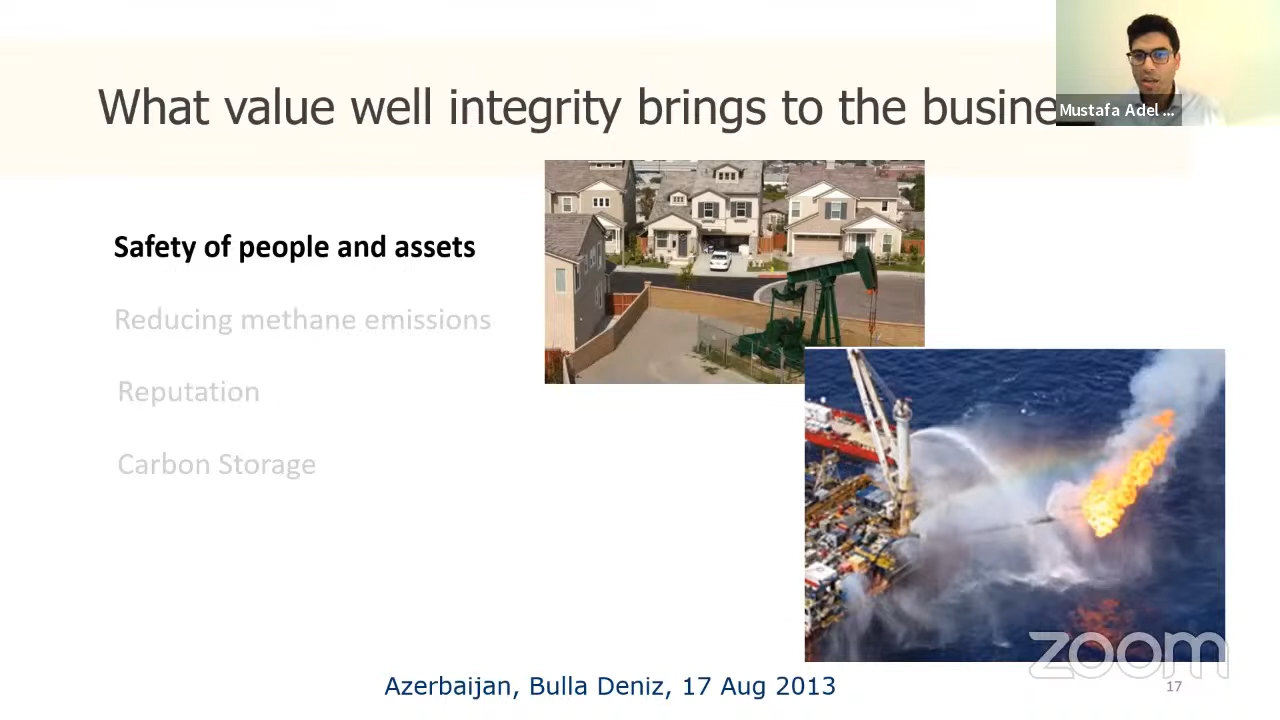 What value well integrity brings to the busine
Mustafa Adel ...
Safety of people and assets
Reducing methane emissions
Reputation
Carbon Storage
zoom
Azerbaijan, Bulla Deniz, 17 Aug 2013
17